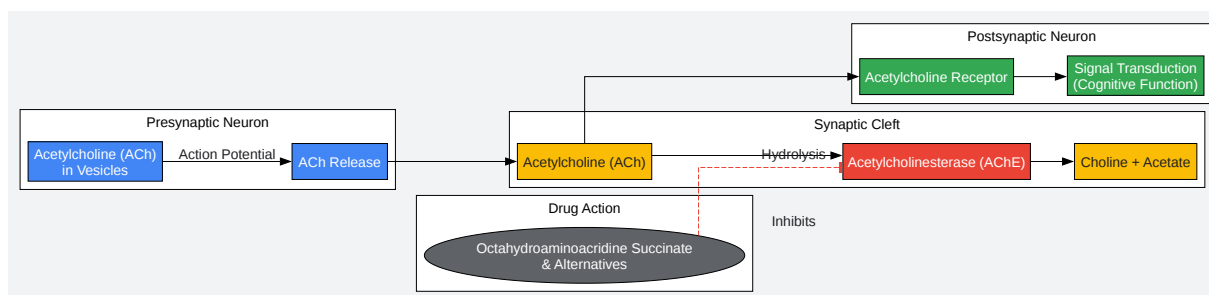 Postsynaptic Neuron
Acetylcholine Receptor
Signal Transduction
(Cognitive Function)
Presynaptic Neuron
Acetylcholine (ACh)
in Vesicles
Action Potential
ACh Release
Synaptic Cleft
Acetylcholine (ACh)
Hydrolysis
Acetylcholinesterase (AChE)
Choline + Acetate
Drug Action
Inhibits
Octahydroaminoacridine Succinate
& Alternatives